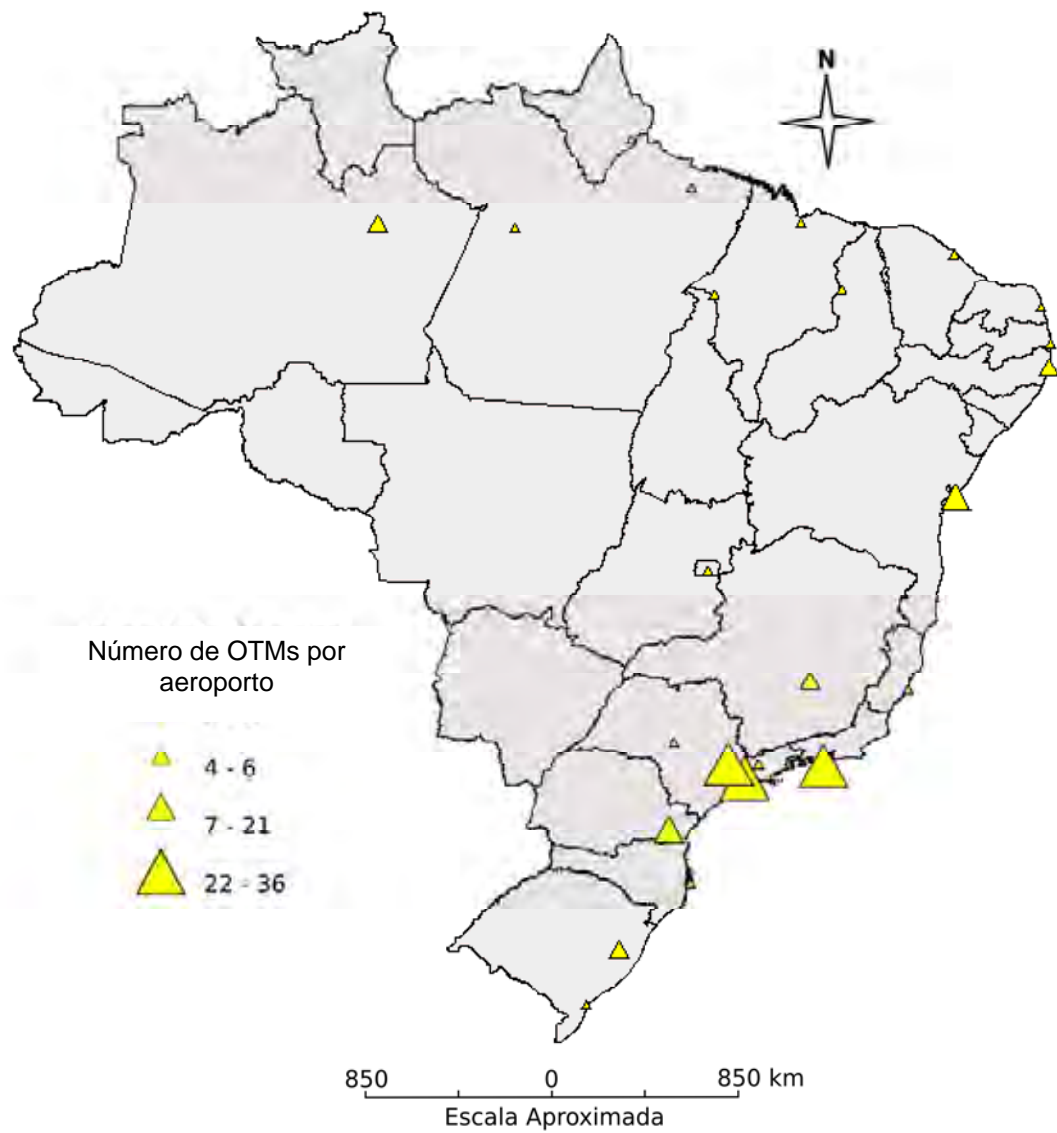 N
Número de OTMs por
aeroporto
4 - 6
7 - 21
22 - 36
850 0 850 km
Escala Aproximada